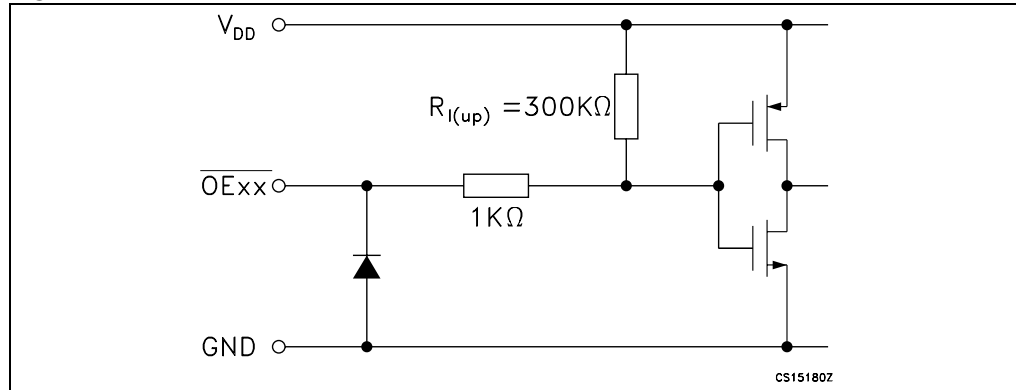 VDD
RI(up) =300KΩ
OExx
1KΩ
GND
CS15180Z